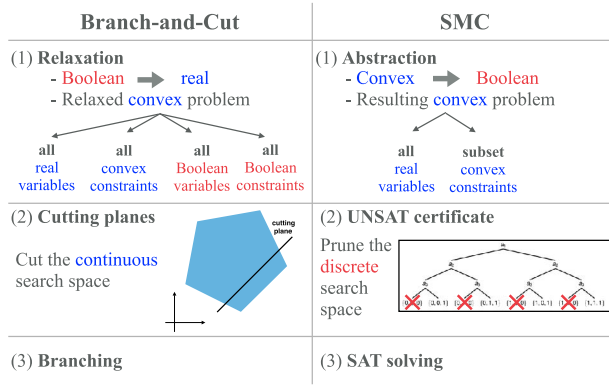 Branch-and-Cut
SMC
(1) Relaxation
- Boolean real
- Relaxed convex problem
all all all all
real convex Boolean Boolean
variables constraints variables constraints
(1) Abstraction
- Convex Boolean
- Resulting convex problem
all subset
real convex
variables constraints
(2) Cutting planes
Cut the continuous
search space
cutting
plane
(2) UNSAT certificate
Prune the
discrete
search
space
(3) Branching
(3) SAT solving